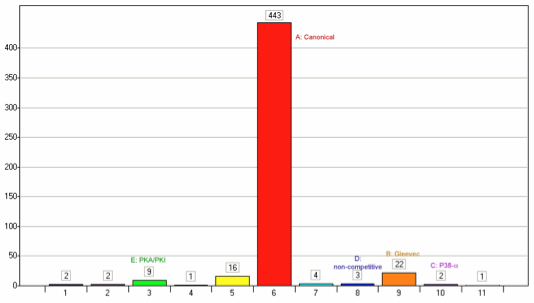 443
A: Canonical
400
350
300
250
200
150
100
50
0
E: PKA/PKI
D:
non-competitive
B: Gleevec
C: P38-α
2
2
9
1
16
4
3
22
2
1
1 2 3 4 5 6 7 8 9 10 11